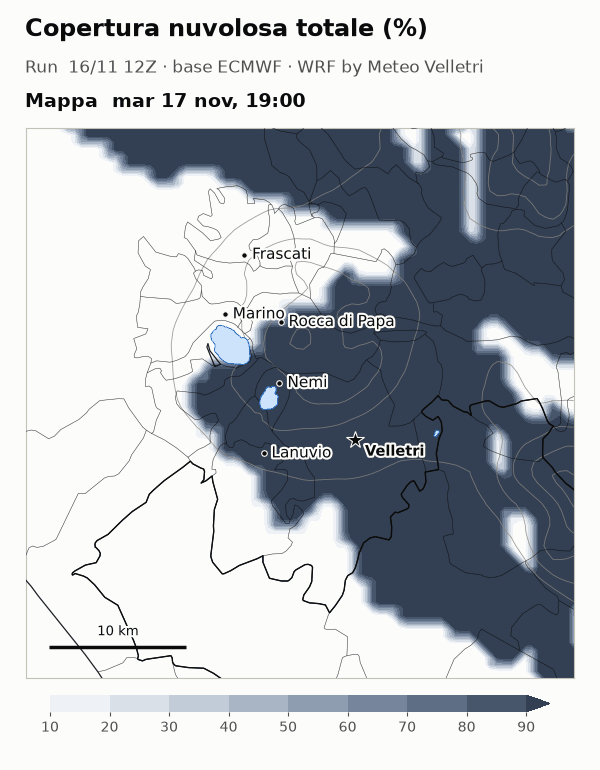 Copertura nuvolosa totale (%)
Run  16/11 12Z · base ECMWF · WRF by Meteo Velletri
Mappa  mar 17 nov, 19:00
Frascati
Marino
Rocca di Papa
Nemi
Velletri
Lanuvio
10 km
10 20 30 40 50 60 70 80 90